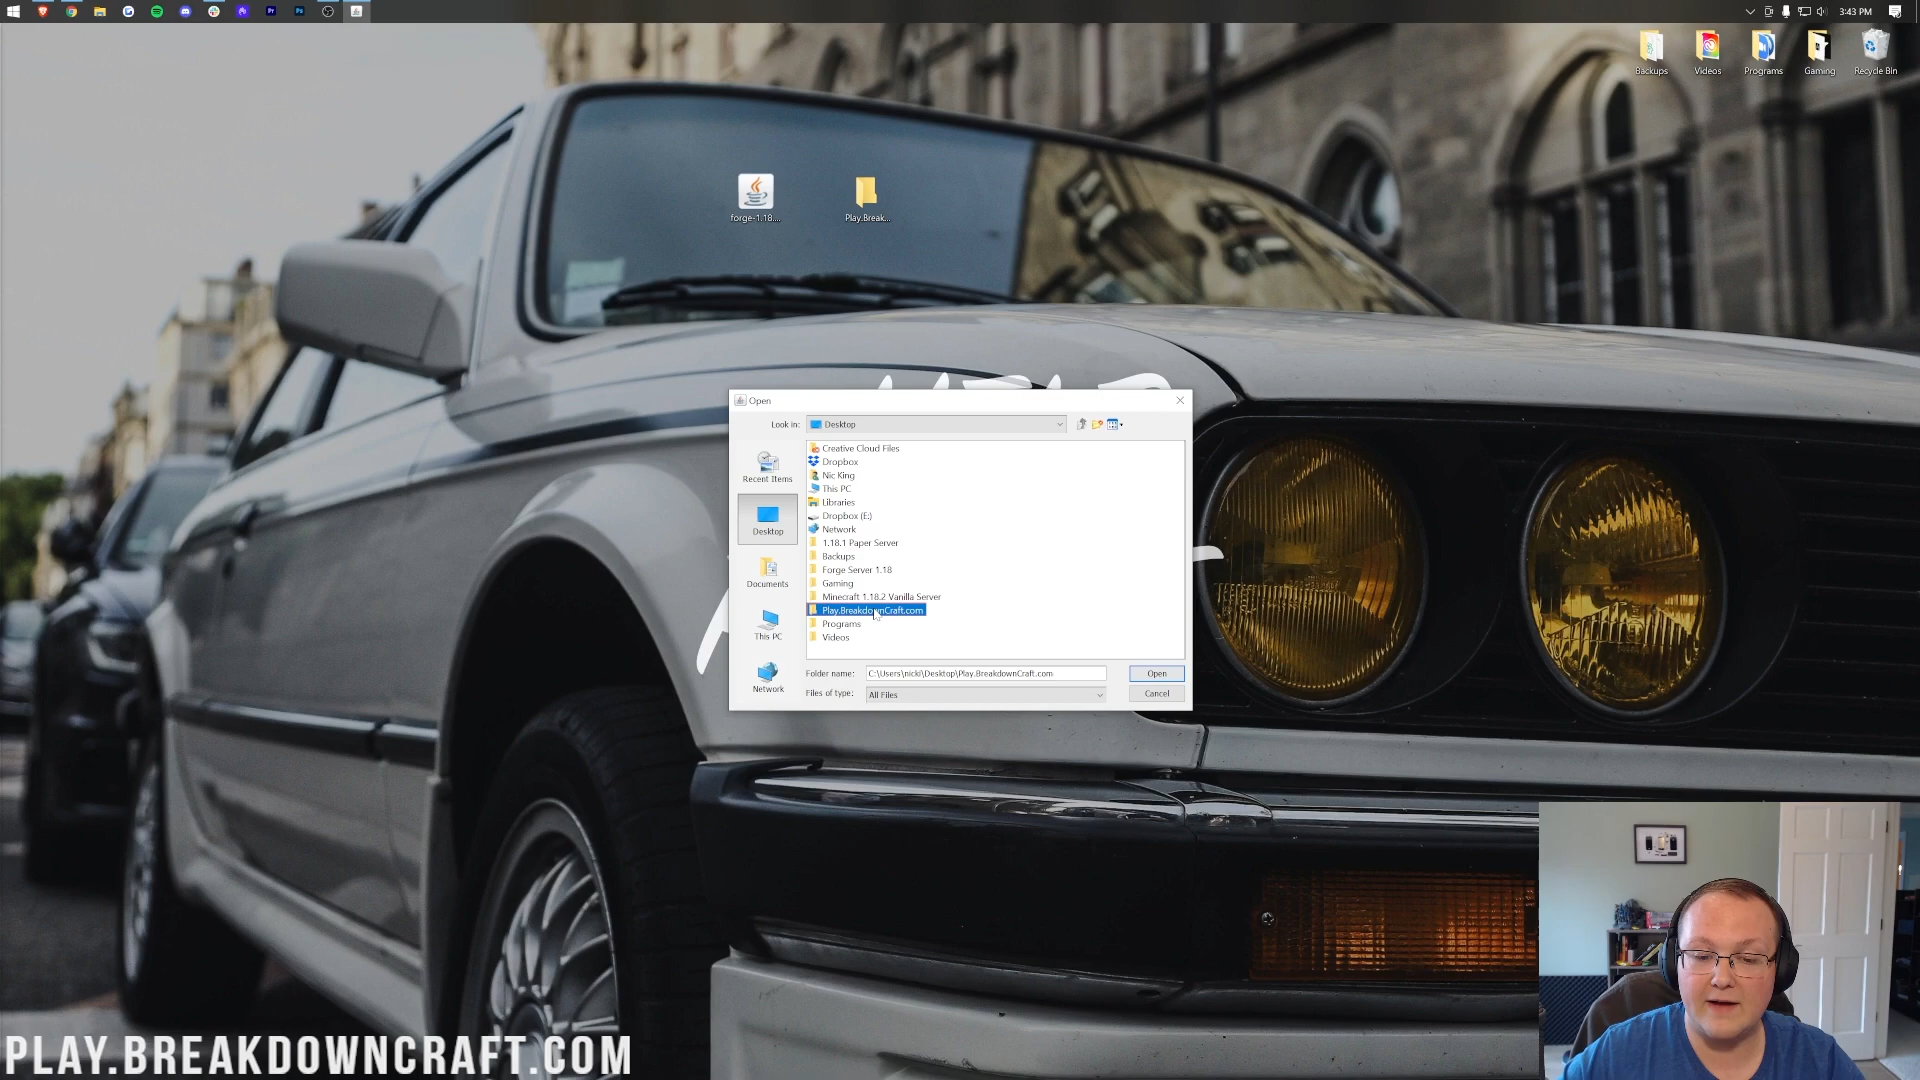 3:43 PM
Backups
Videos
Programs
Gaming
Recycle Bin
forge-1.18....
Play.Break...
Open
Look in:
Desktop
Recent Items
Desktop
Documents
This PC
Network
Creative Cloud Files
Dropbox
Nic King
This PC
Libraries
Dropbox (E:)
Network
1.18.1 Paper Server
Backups
Forge Server 1.18
Gaming
Minecraft 1.18.2 Vanilla Server
Play.BreakdownCraft.com
Programs
Videos
Folder name:
C:\Users\nicki\Desktop\Play.BreakdownCraft.com
Open
Files of type:
All Files
Cancel
PLAY.BREAKDOWNCRAFT.COM